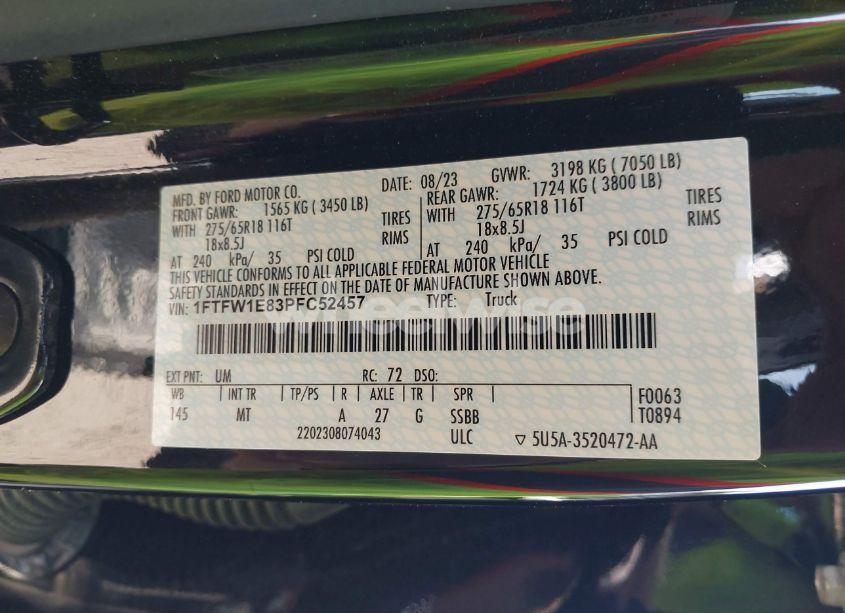 MFD. BY FORD MOTOR CO.
DATE: 08/23 GVWR: 3198 KG ( 7050 LB)
FRONT GAWR: 1565 KG ( 3450 LB) REAR GAWR: 1724 KG ( 3800 LB)
WITH 275/65R18 116T TIRES WITH 275/65R18 116T TIRES
18x8.5J RIMS 18x8.5J RIMS
AT 240 kPa/ 35 PSI COLD AT 240 kPa/ 35 PSI COLD
THIS VEHICLE CONFORMS TO ALL APPLICABLE FEDERAL MOTOR VEHICLE
SAFETY STANDARDS IN EFFECT ON THE DATE OF MANUFACTURE SHOWN ABOVE.
VIN: 1FTFW1E83PFC52457 TYPE: Truck
wheelwise
EXT PNT: UM RC: 72 DSO:
WB INT TR TP/PS R AXLE TR SPR F0063
145 MT A 27 G SSBB T0894
2202308074043 ULC ▽ 5U5A-3520472-AA